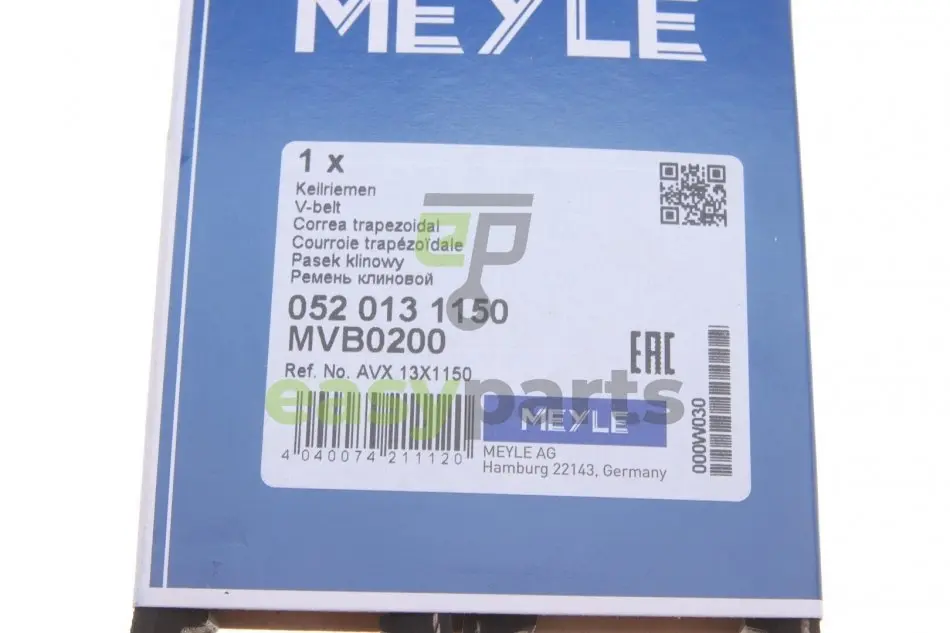 MEYLE
1 x
Keilriemen
V-belt
Correa trapezoidal
Courroie trapézoïdale
Pasek klinowy
Ремень клиновой
052 013 1150
MVB0200
Ref. No. AVX 13X1150
EAC
000W030
easyparts
MEYLE
4 040074 211120
MEYLE AG
Hamburg 22143, Germany